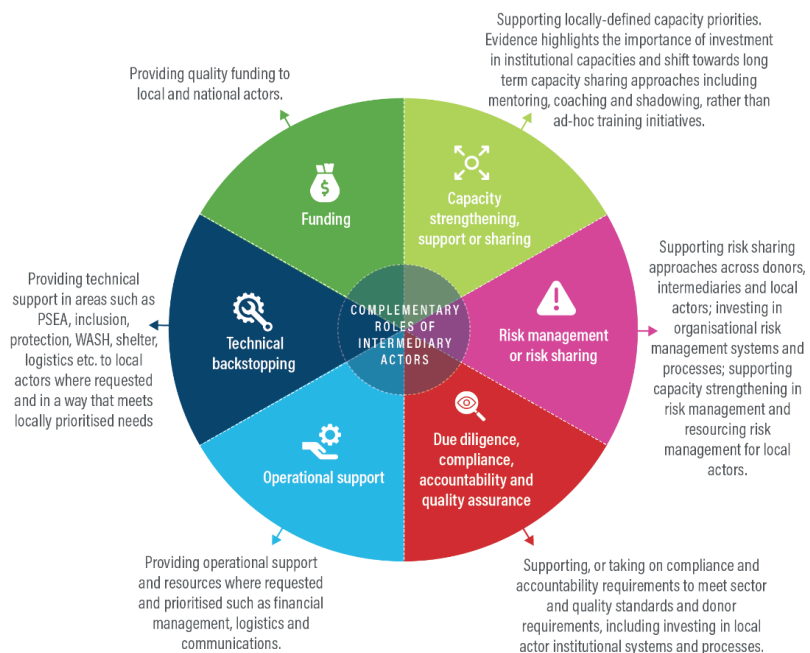 Supporting locally-defined capacity priorities.
Evidence highlights the importance of investment
in institutional capacities and shift towards long
term capacity sharing approaches including
mentoring, coaching and shadowing, rather than
ad-hoc training initiatives.
Providing quality funding to
local and national actors.
Funding
Capacity
strengthening,
support or sharing
Supporting risk sharing
approaches across donors,
intermediaries and local
actors; investing in
organisational risk
management systems and
processes; supporting
capacity strengthening in
risk management and
resourcing risk
management for local
actors.
Providing technical
support in areas such as
PSEA, inclusion,
protection, WASH, shelter,
logistics etc. to local
actors where requested
and in a way that meets
locally prioritised needs
Technical
backstopping
COMPLEMENTARY
ROLES OF
INTERMEDIARY
ACTORS
Risk management
or risk sharing
Operational support
Due diligence,
compliance,
accountability and
quality assurance
Providing operational support
and resources where requested
and prioritised such as financial
management, logistics and
communications.
Supporting, or taking on compliance and
accountability requirements to meet sector
and quality standards and donor
requirements, including investing in local
actor institutional systems and processes.